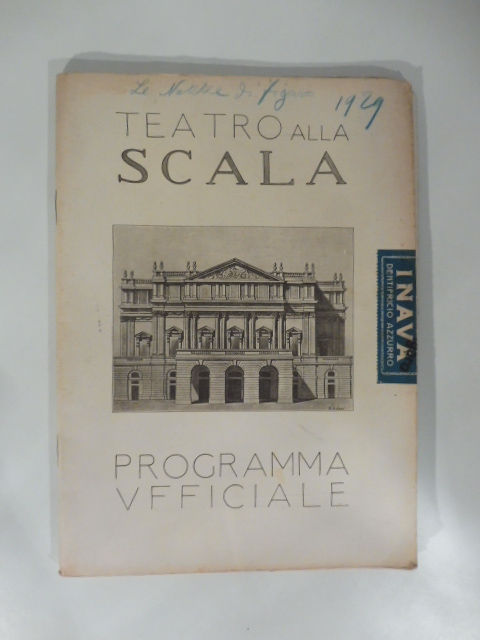 Le Nozze di Figaro 1929
TEATRO ALLA
SCALA
INAVA
DENTIFRICIO AZZURRO
PROGRAMMA
VFFICIALE